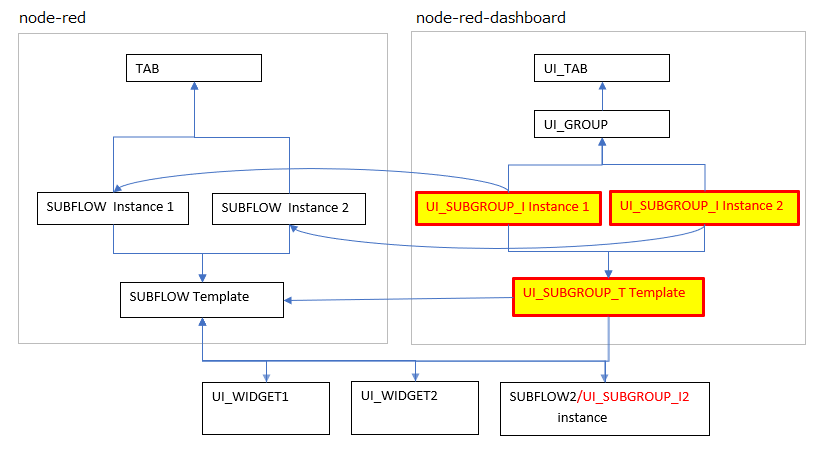 node-red
node-red-dashboard
TAB
UI_TAB
UI_GROUP
SUBFLOW Instance 1
SUBFLOW Instance 2
UI_SUBGROUP_I Instance 1
UI_SUBGROUP_I Instance 2
SUBFLOW Template
UI_SUBGROUP_T Template
UI_WIDGET1
UI_WIDGET2
SUBFLOW2/UI_SUBGROUP_I2
instance